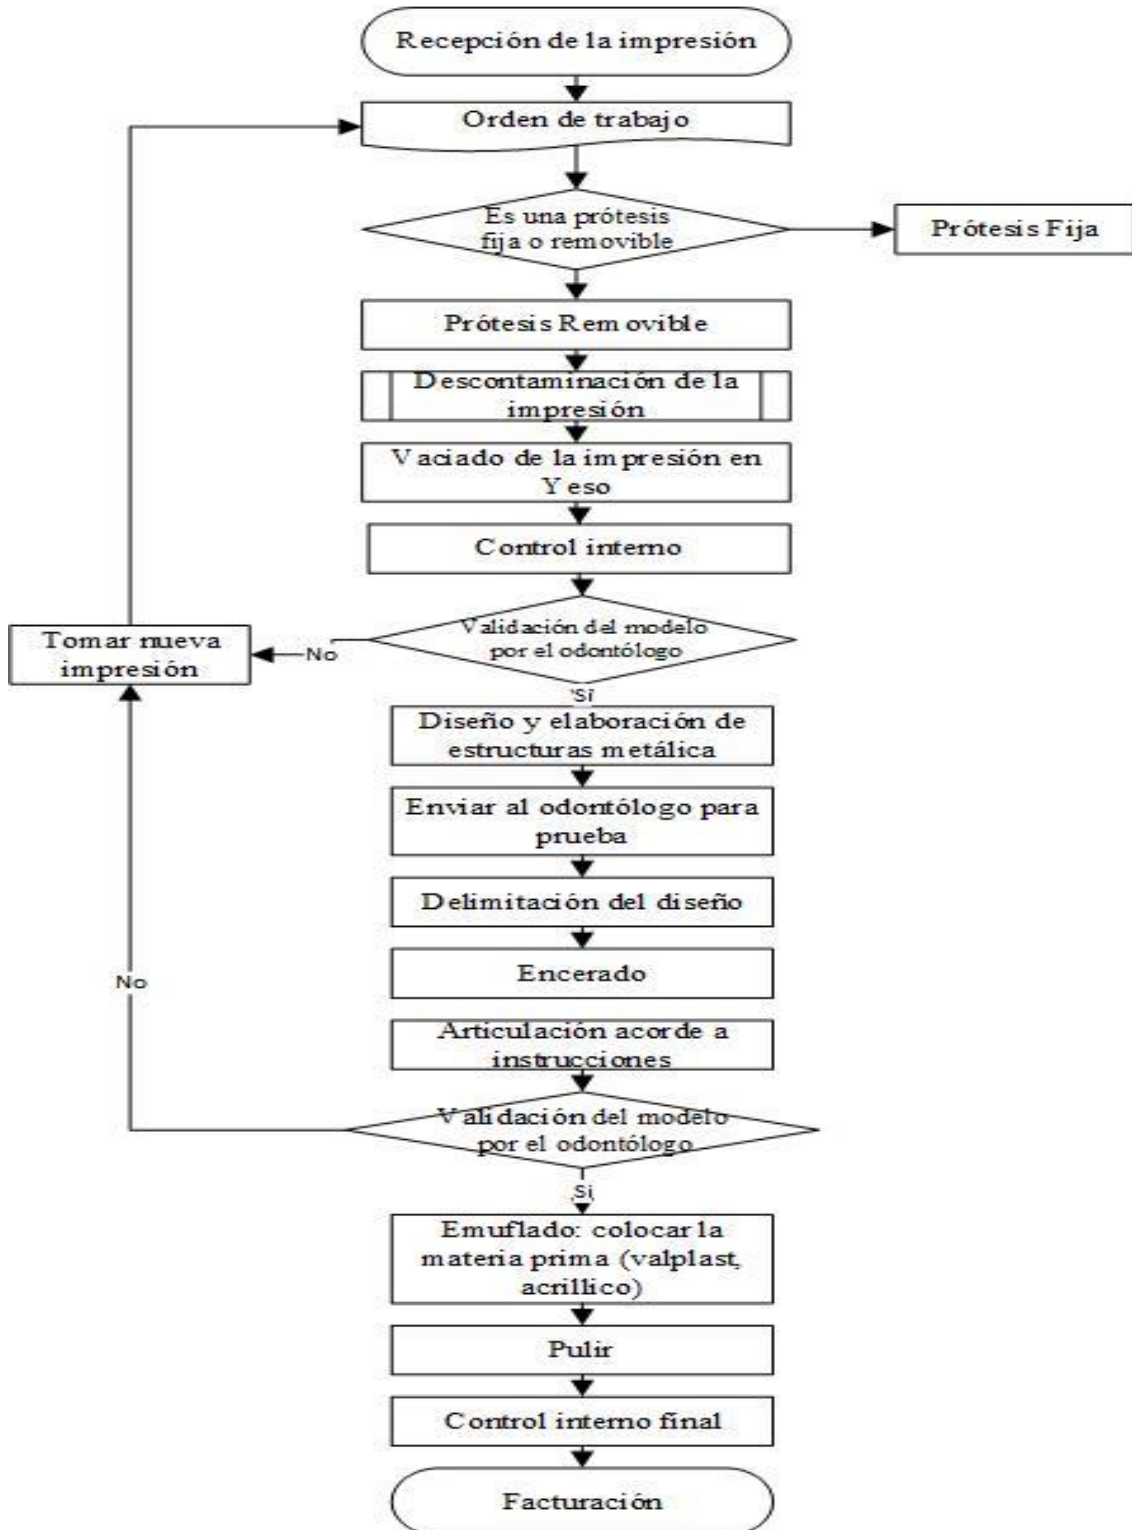 Recepción de la impresión
Orden de trabajo
Es una prótesis
fija o removible
Prótesis Fija
Prótesis Removible
Descontaminación de la
impresión
Vaciado de la impresión en
Yeso
Control interno
Validación del modelo
por el odontólogo
No
Tomar nueva
impresión
Sí
Diseño y elaboración de
estructuras metálica
Enviar al odontólogo para
prueba
Delimitación del diseño
Encerado
No
Articulación acorde a
instrucciones
Validación del modelo
por el odontólogo
Si
Emuflado: colocar la
materia prima (valplast,
acrillico)
Pulir
Control interno final
Facturación